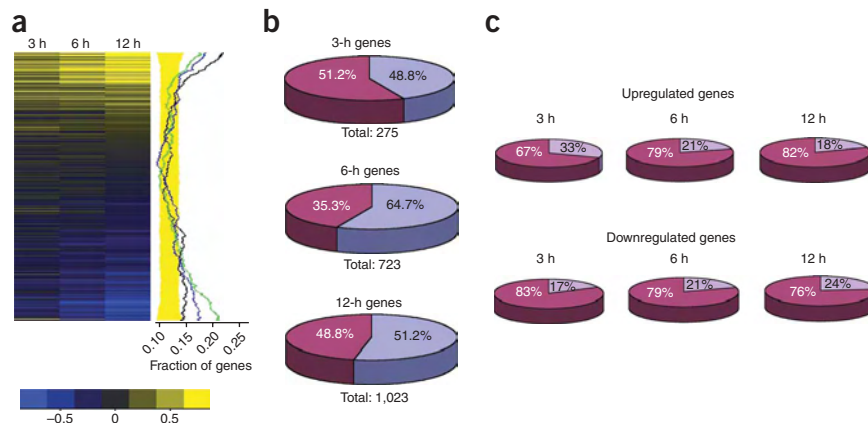 a
3 h 6 h 12 h
0.10 0.15 0.20 0.25
Fraction of genes
−0.5 0 0.5
b
3-h genes
51.2% 48.8%
Total: 275
6-h genes
35.3% 64.7%
Total: 723
12-h genes
48.8% 51.2%
Total: 1,023
c
Upregulated genes
3 h 6 h 12 h
67% 33% 79% 21% 82% 18%
Downregulated genes
3 h 6 h 12 h
83% 17% 79% 21% 76% 24%